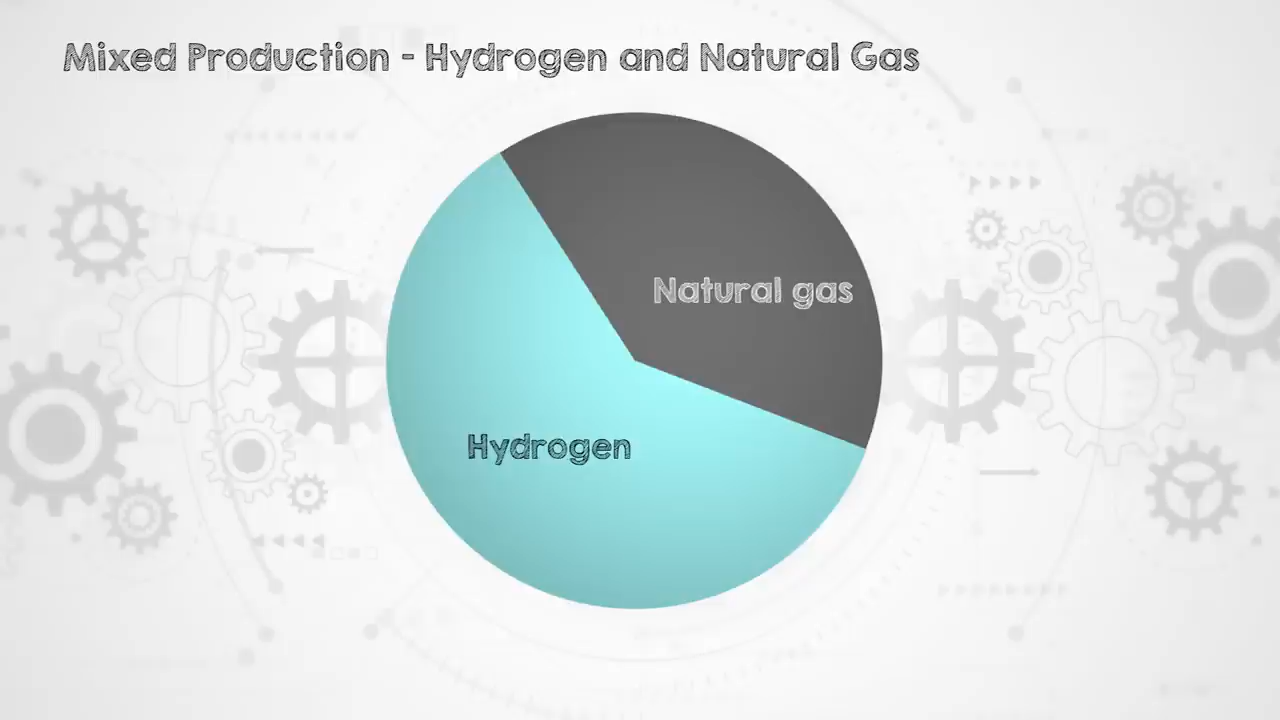 Mixed Production - Hydrogen and Natural Gas
Natural gas
Hydrogen